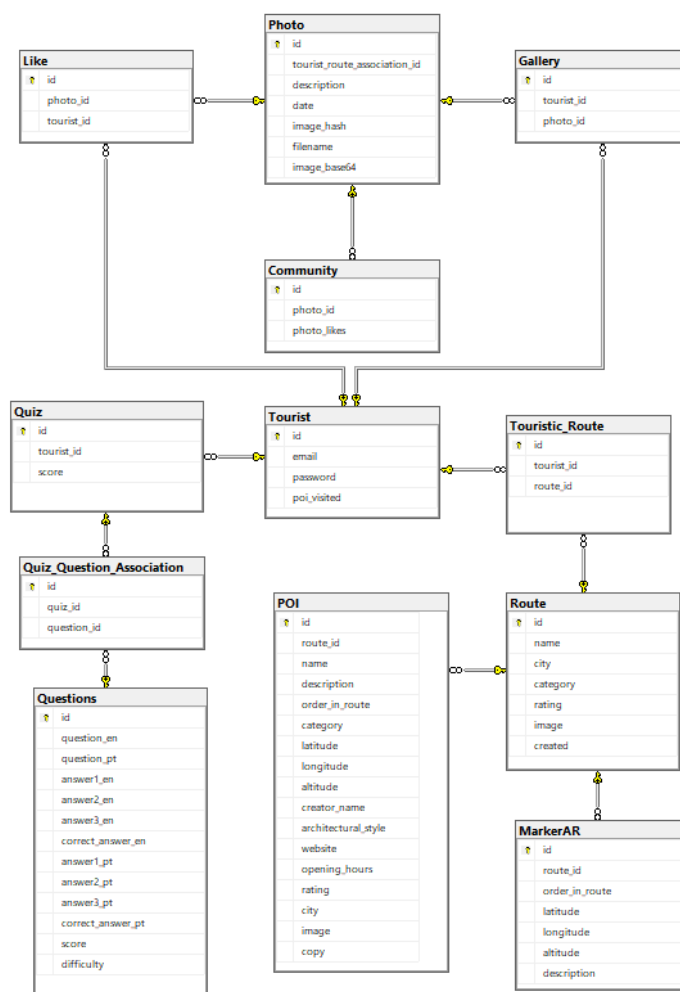 Photo
id
tourist_route_association_id
description
date
image_hash
filename
image_base64
Like
id
photo_id
tourist_id
Gallery
id
tourist_id
photo_id
Community
id
photo_id
photo_likes
Quiz
id
tourist_id
score
Tourist
id
email
password
poi_visited
Touristic_Route
id
tourist_id
route_id
Quiz_Question_Association
id
quiz_id
question_id
POI
id
route_id
name
description
order_in_route
category
latitude
longitude
altitude
creator_name
architectural_style
website
opening_hours
rating
city
image
copy
Route
id
name
city
category
rating
image
created
Questions
id
question_en
question_pt
answer1_en
answer2_en
answer3_en
correct_answer_en
answer1_pt
answer2_pt
answer3_pt
correct_answer_pt
score
difficulty
MarkerAR
id
route_id
order_in_route
latitude
longitude
altitude
description